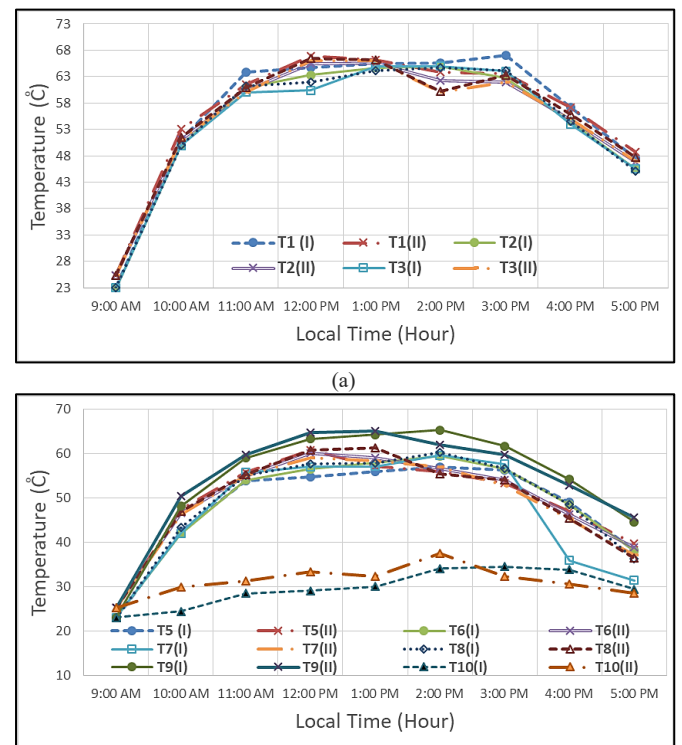 73
68
63
58
53
48
43
38
33
28
23
Temperature (C̊)
T1 (I) T1(II) T2(I)
T2(II) T3(I) T3(II)
9:00 AM 10:00 AM 11:00 AM 12:00 PM 1:00 PM 2:00 PM 3:00 PM 4:00 PM 5:00 PM
Local Time (Hour)
(a)
70
60
50
40
30
20
10
Temperature (C̊)
T5 (I) T5(II) T6(I) T6(II)
T7(I) T7(II) T8(I) T8(II)
T9(I) T9(II) T10(I) T10(II)
9:00 AM 10:00 AM 11:00 AM 12:00 PM 1:00 PM 2:00 PM 3:00 PM 4:00 PM 5:00 PM
Local Time (Hour)